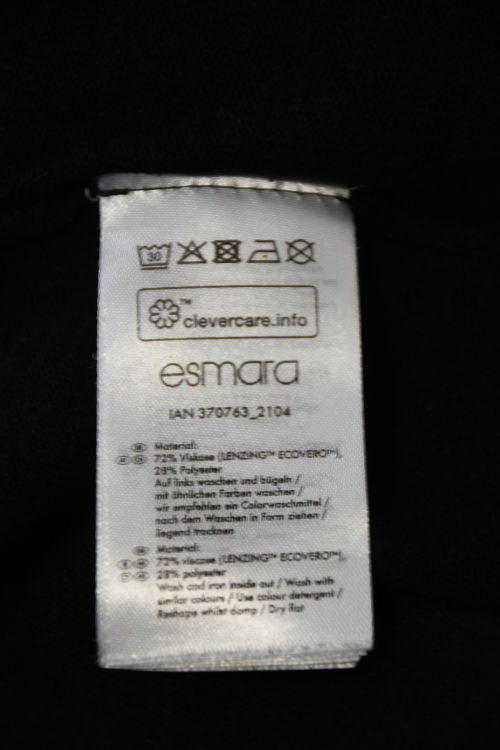 30
clevercare.info
™
esmara
IAN 370763_2104
Material:
72% Viskose (LENZING™ ECOVERO™),
28% Polyester
Auf links waschen und bügeln /
mit ähnlichen Farben waschen /
wir empfehlen ein Colorwaschmittel /
nach dem Waschen in Form ziehen /
liegend trocknen
Material:
72% viscose (LENZING™ ECOVERO™),
28% polyester
Wash and iron inside out / Wash with
similar colours / Use colour detergent /
Reshape whilst damp / Dry flat